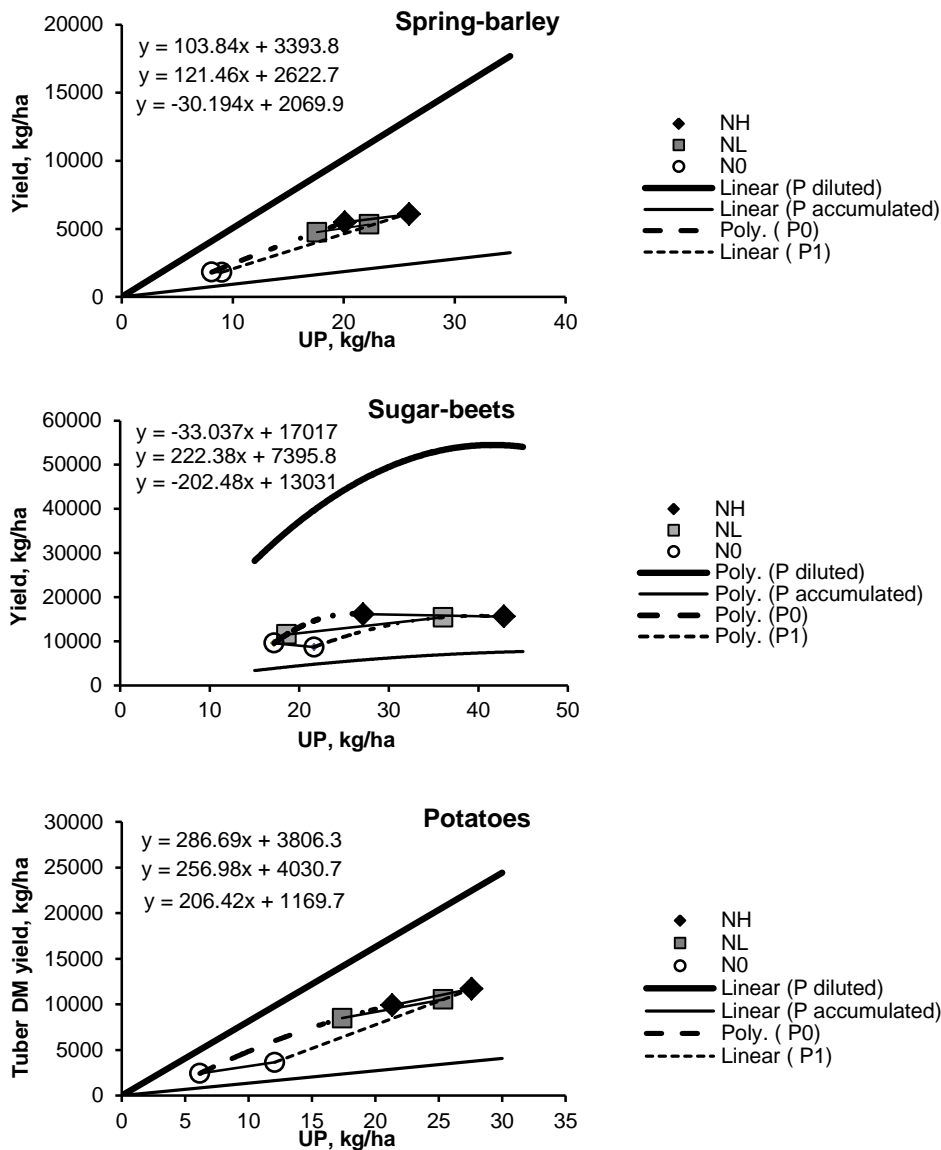 Spring-barley
y = 103.84x + 3393.8
y = 121.46x + 2622.7
y = -30.194x + 2069.9
Yield, kg/ha
20000
15000
10000
5000
0
0 10 20 30 40
UP, kg/ha
NH
NL
N0
Linear (P diluted)
Linear (P accumulated)
Poly. ( P0)
Linear ( P1)
Sugar-beets
y = -33.037x + 17017
y = 222.38x + 7395.8
y = -202.48x + 13031
Yield, kg/ha
60000
50000
40000
30000
20000
10000
0
0 10 20 30 40 50
UP, kg/ha
NH
NL
N0
Poly. (P diluted)
Poly. (P accumulated)
Poly. (P0)
Poly. (P1)
Potatoes
y = 286.69x + 3806.3
y = 256.98x + 4030.7
y = 206.42x + 1169.7
Tuber DM yield, kg/ha
30000
25000
20000
15000
10000
5000
0
0 5 10 15 20 25 30 35
UP, kg/ha
NH
NL
N0
Linear (P diluted)
Linear (P accumulated)
Poly. ( P0)
Linear ( P1)